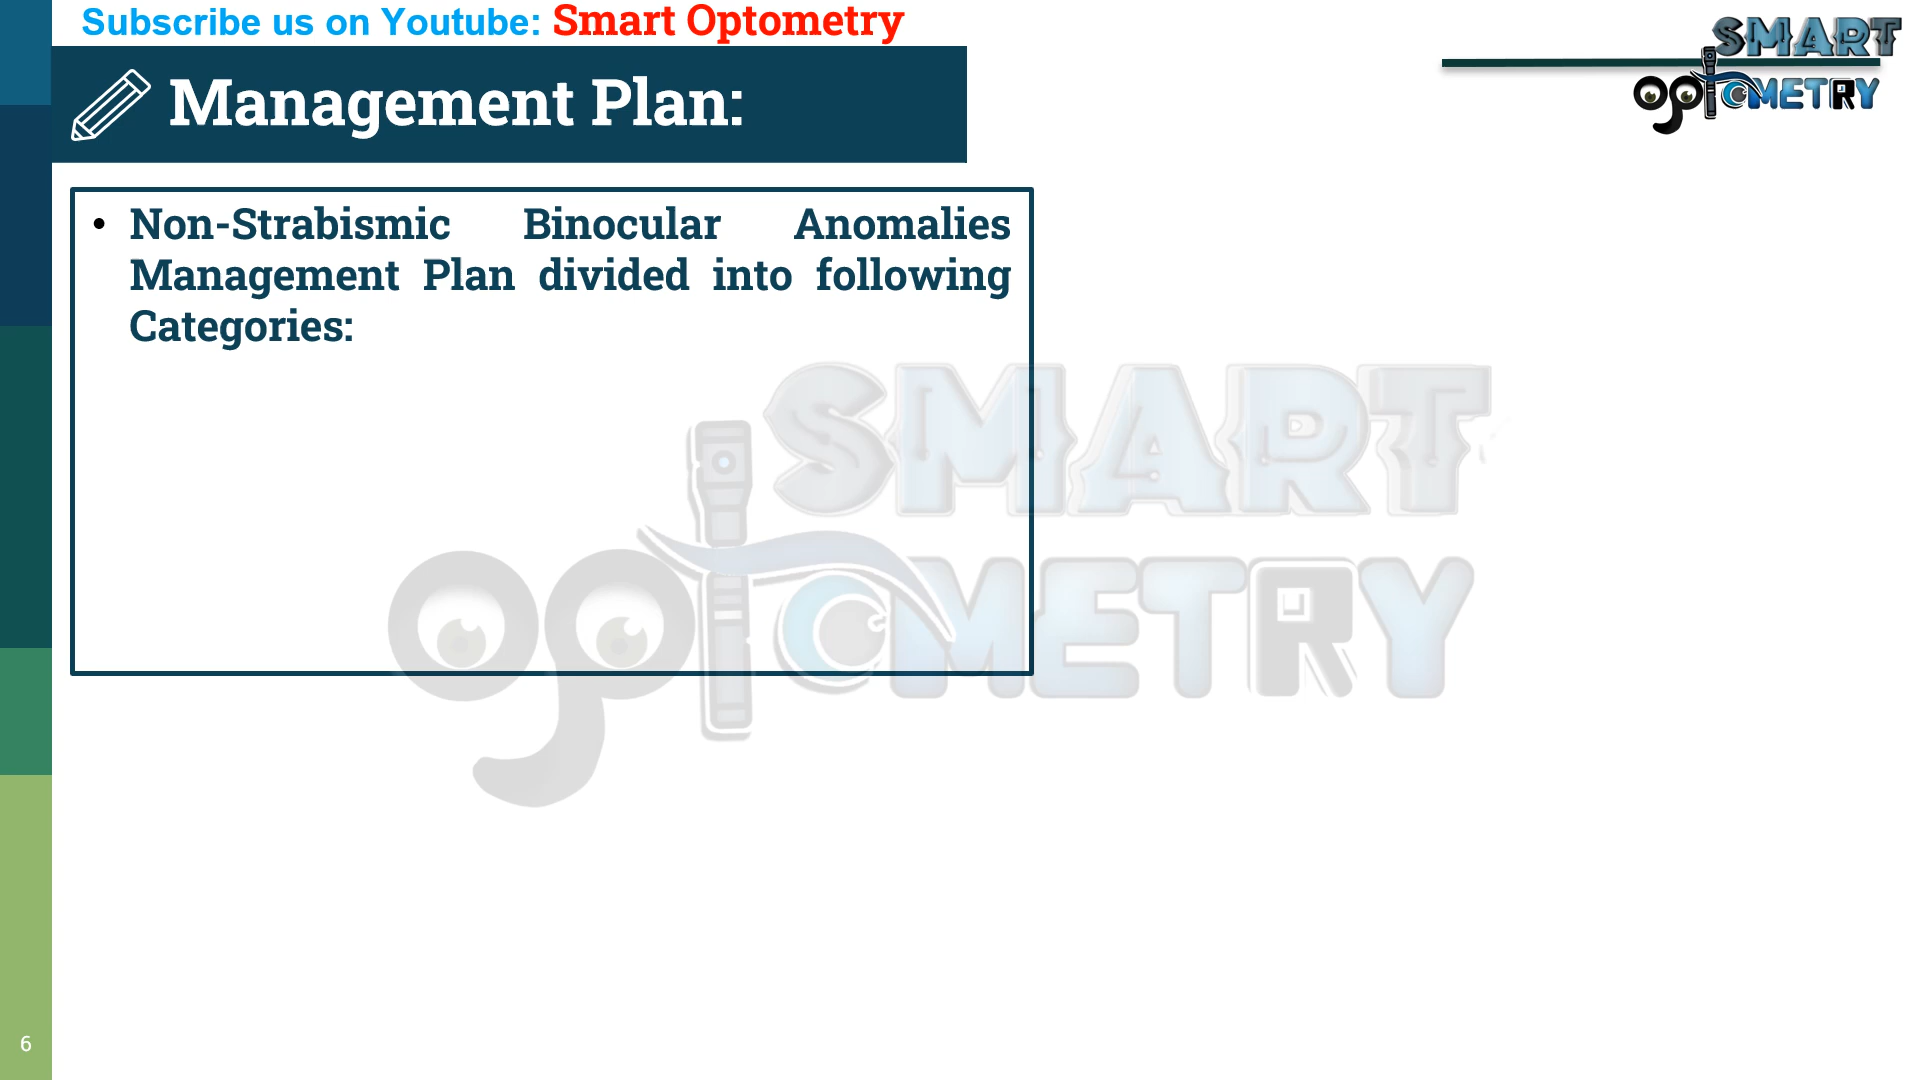 Subscribe us on Youtube: Smart Optometry
SMART
OPTOMETRY
Management Plan:
• Non-Strabismic Binocular Anomalies
Management Plan divided into following
Categories:
SMART
OPTOMETRY
6